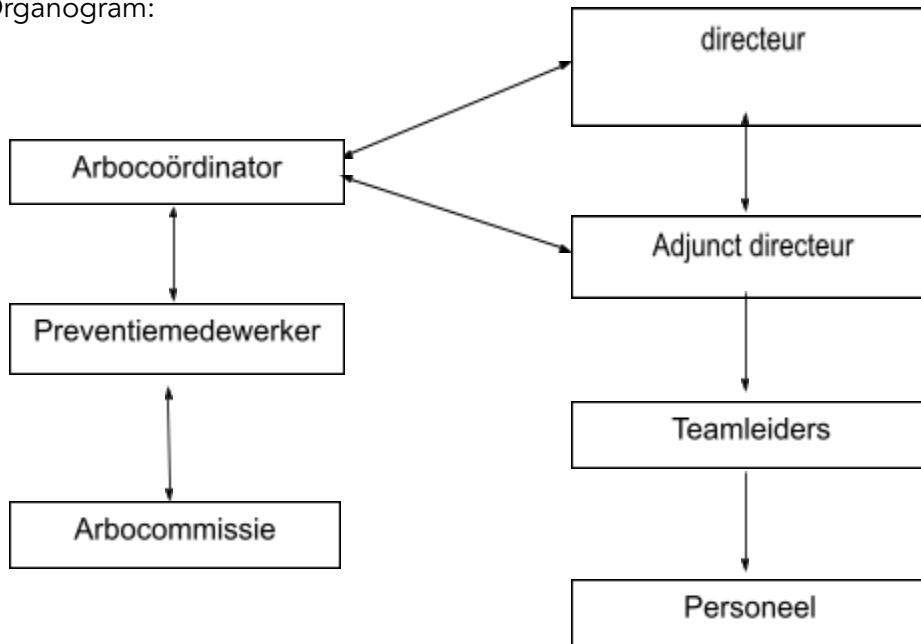 Organogram:
directeur
Arbocoördinator
Adjunct directeur
Preventiemedewerker
Teamleiders
Arbocommissie
Personeel